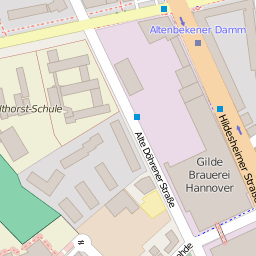 Altenbekener Damm
lthorst-Schule
Alte Döhrener Straße
Hildesheimer Straße
Gilde
Brauerei
Hannover